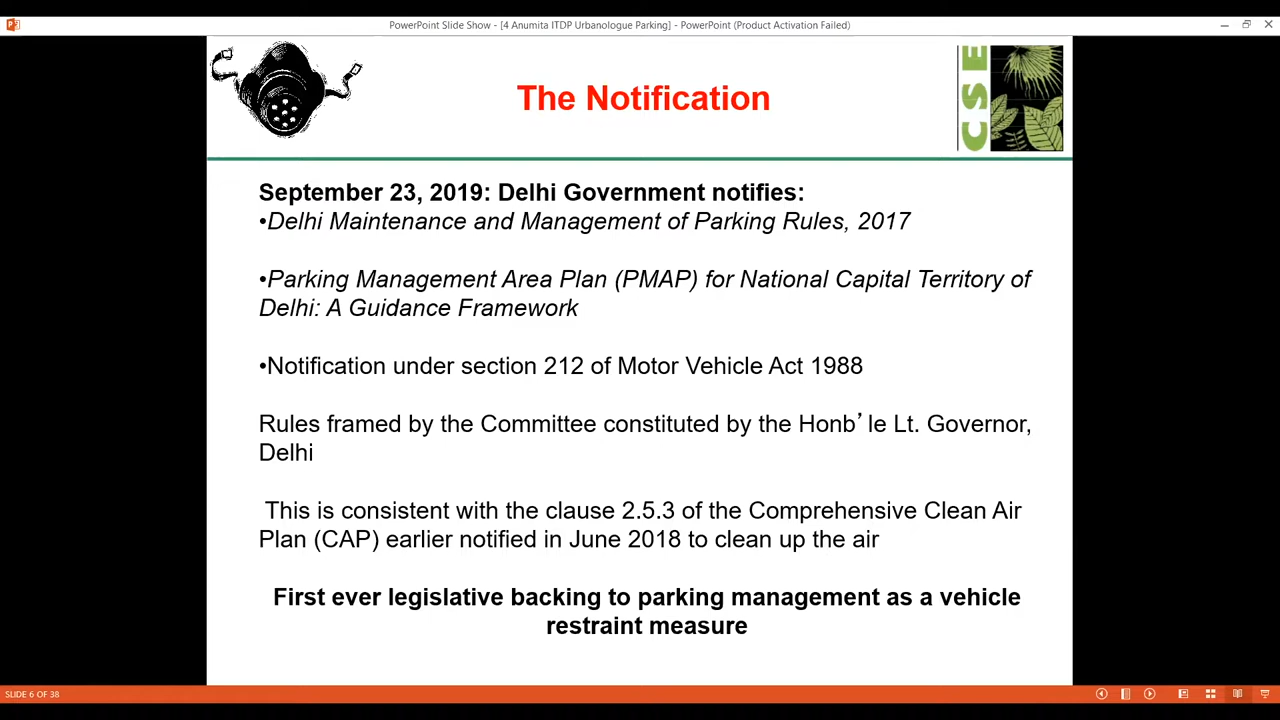 PowerPoint Slide Show - [4 Anumita ITDP Urbanologue Parking] - PowerPoint (Product Activation Failed)
The Notification
CSE
September 23, 2019: Delhi Government notifies:
•Delhi Maintenance and Management of Parking Rules, 2017
•Parking Management Area Plan (PMAP) for National Capital Territory of
Delhi: A Guidance Framework
•Notification under section 212 of Motor Vehicle Act 1988
Rules framed by the Committee constituted by the Honb’le Lt. Governor,
Delhi
This is consistent with the clause 2.5.3 of the Comprehensive Clean Air
Plan (CAP) earlier notified in June 2018 to clean up the air
First ever legislative backing to parking management as a vehicle
restraint measure
SLIDE 6 OF 38